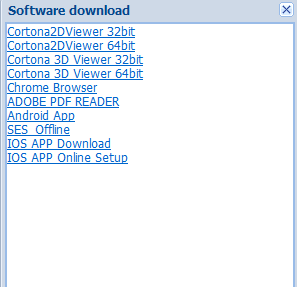 Software download
Cortona2DViewer 32bit
Cortona2DViewer 64bit
Cortona 3D Viewer 32bit
Cortona 3D Viewer 64bit
Chrome Browser
ADOBE PDF READER
Android App
SES_Offline
IOS APP Download
IOS APP Online Setup